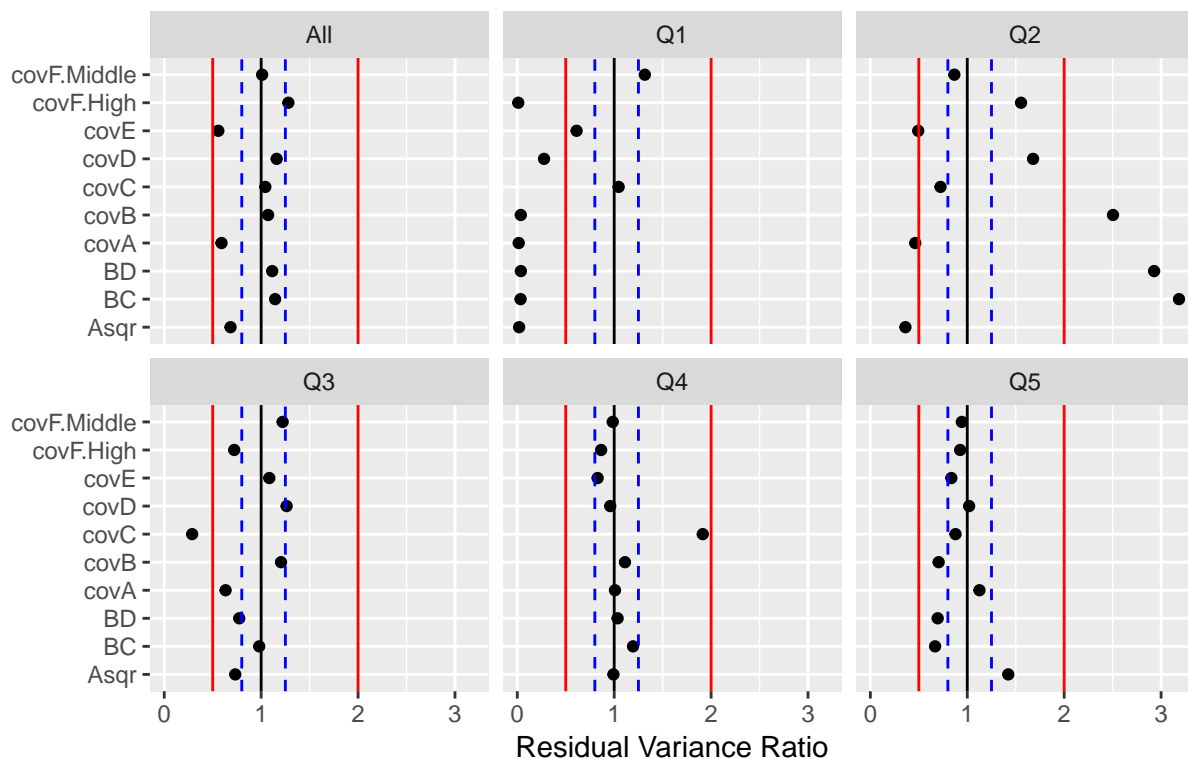 All Q1 Q2
covF.Middle
covF.High
covE
covD
covC
covB
covA
BD
BC
Asqr
Q3 Q4 Q5
covF.Middle
covF.High
covE
covD
covC
covB
covA
BD
BC
Asqr
0 1 2 3 0 1 2 3 0 1 2 3
Residual Variance Ratio